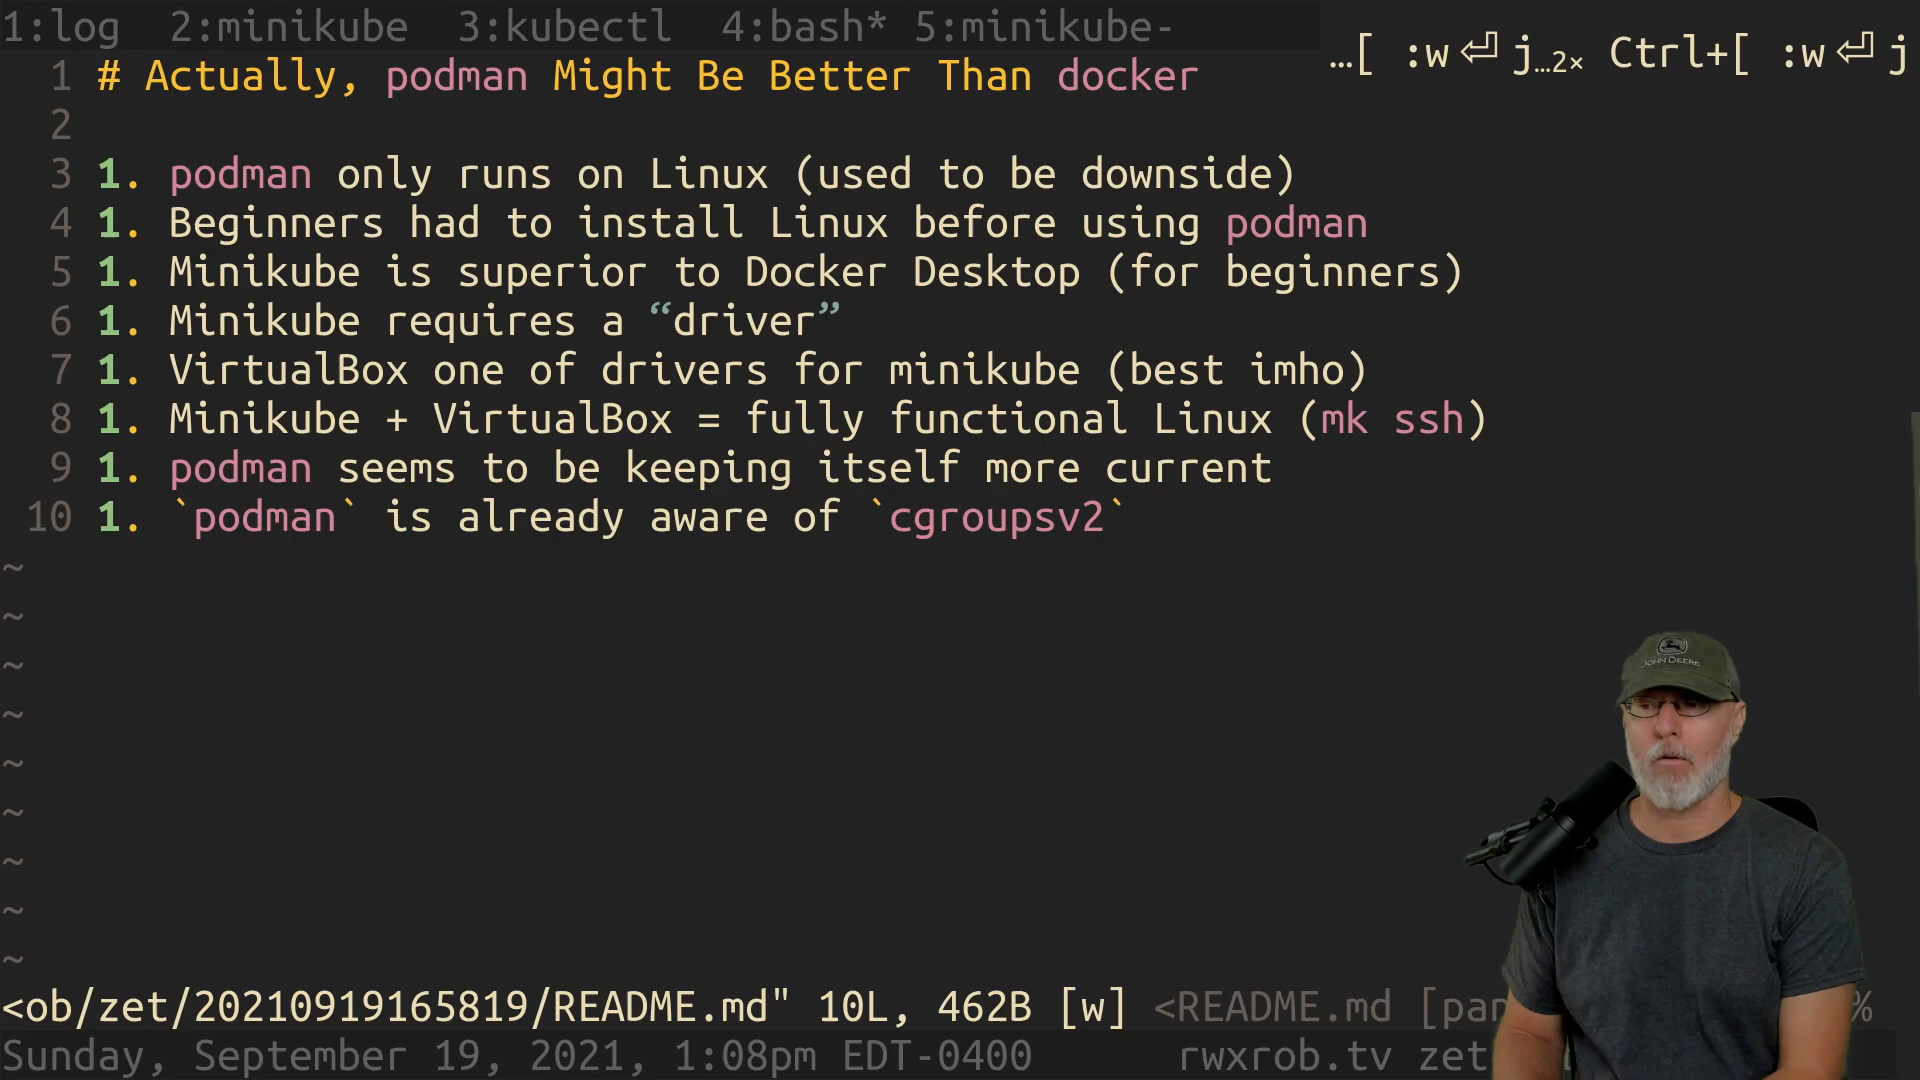 1:log 2:minikube 3:kubectl 4:bash* 5:minikube-
…[ :w⏎ j…2× Ctrl+[ :w⏎ j
1 # Actually, podman Might Be Better Than docker
2
3 1. podman only runs on Linux (used to be downside)
4 1. Beginners had to install Linux before using podman
5 1. Minikube is superior to Docker Desktop (for beginners)
6 1. Minikube requires a “driver”
7 1. VirtualBox one of drivers for minikube (best imho)
8 1. Minikube + VirtualBox = fully functional Linux (mk ssh)
9 1. podman seems to be keeping itself more current
10 1. `podman` is already aware of `cgroupsv2`
~
~
~
~
~
~
~
~
~
JOHN DEERE
<ob/zet/20210919165819/README.md" 10L, 462B [w] <README.md [pan %
Sunday, September 19, 2021, 1:08pm EDT-0400 rwxrob.tv zet